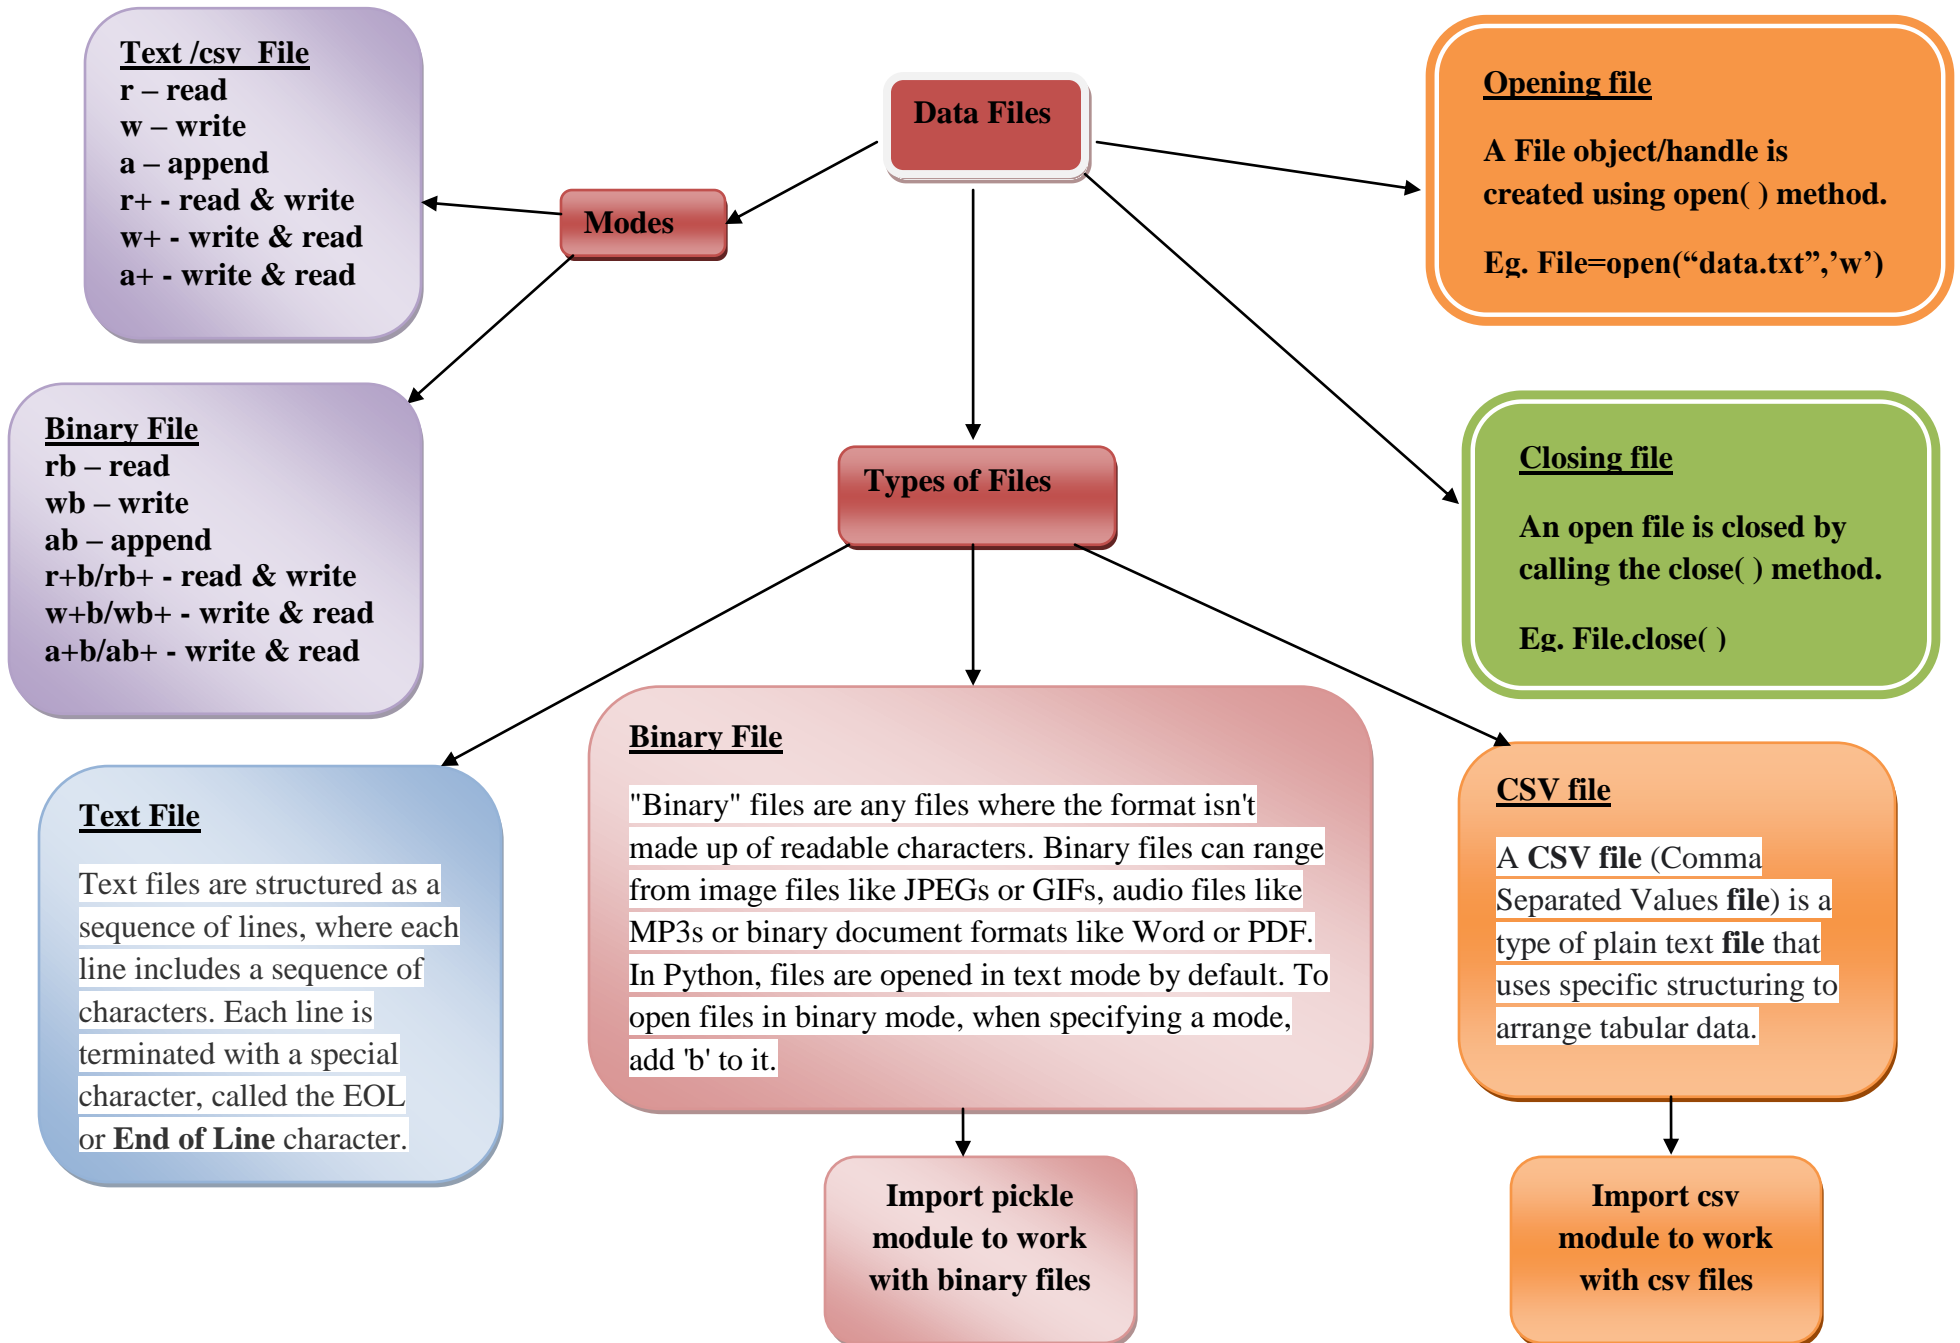 Data Files
Modes
Text /csv File
r – read
w – write
a – append
r+ - read & write
w+ - write & read
a+ - write & read
Binary File
rb – read
wb – write
ab – append
r+b/rb+ - read & write
w+b/wb+ - write & read
a+b/ab+ - write & read
Opening file
A File object/handle is
created using open( ) method.
Eg. File=open(“data.txt”,’w’)
Closing file
An open file is closed by
calling the close( ) method.
Eg. File.close( )
Types of Files
Text File
Text files are structured as a
sequence of lines, where each
line includes a sequence of
characters. Each line is
terminated with a special
character, called the EOL
or End of Line character.
Binary File
"Binary" files are any files where the format isn't
made up of readable characters. Binary files can range
from image files like JPEGs or GIFs, audio files like
MP3s or binary document formats like Word or PDF.
In Python, files are opened in text mode by default. To
open files in binary mode, when specifying a mode,
add 'b' to it.
Import pickle
module to work
with binary files
CSV file
A CSV file (Comma
Separated Values file) is a
type of plain text file that
uses specific structuring to
arrange tabular data.
Import csv
module to work
with csv files